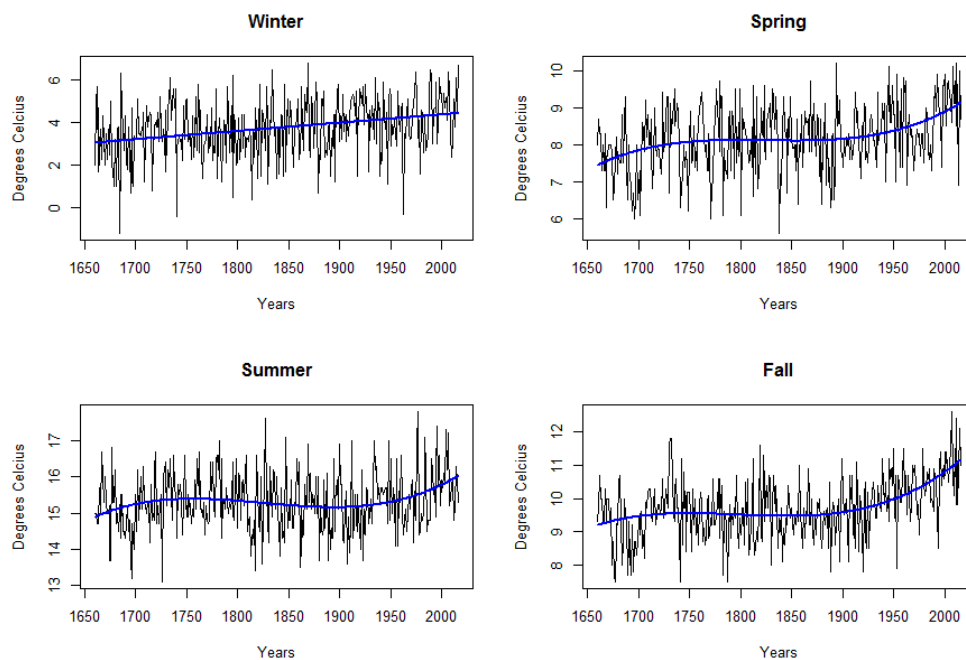 Winter
Degrees Celcius
0 2 4 6
1650 1700 1750 1800 1850 1900 1950 2000
Years
Spring
Degrees Celcius
6 7 8 9 10
1650 1700 1750 1800 1850 1900 1950 2000
Years
Summer
Degrees Celcius
13 14 15 16 17
1650 1700 1750 1800 1850 1900 1950 2000
Years
Fall
Degrees Celcius
8 9 10 11 12
1650 1700 1750 1800 1850 1900 1950 2000
Years